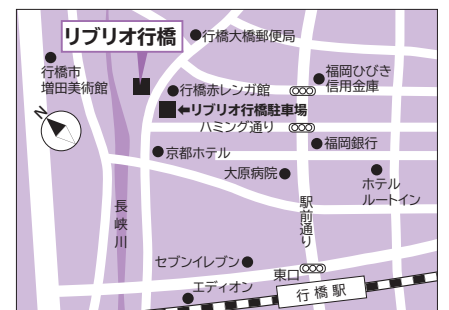 リブリオ行橋
行橋大橋郵便局
行橋市
増田美術館
福岡ひびき
信用金庫
行橋赤レンガ館
←リブリオ行橋駐車場
ハミング通り
N
福岡銀行
京都ホテル
大原病院
ホテル
ルートイン
長峡川
駅前通り
セブンイレブン
東口
エディオン
行橋駅